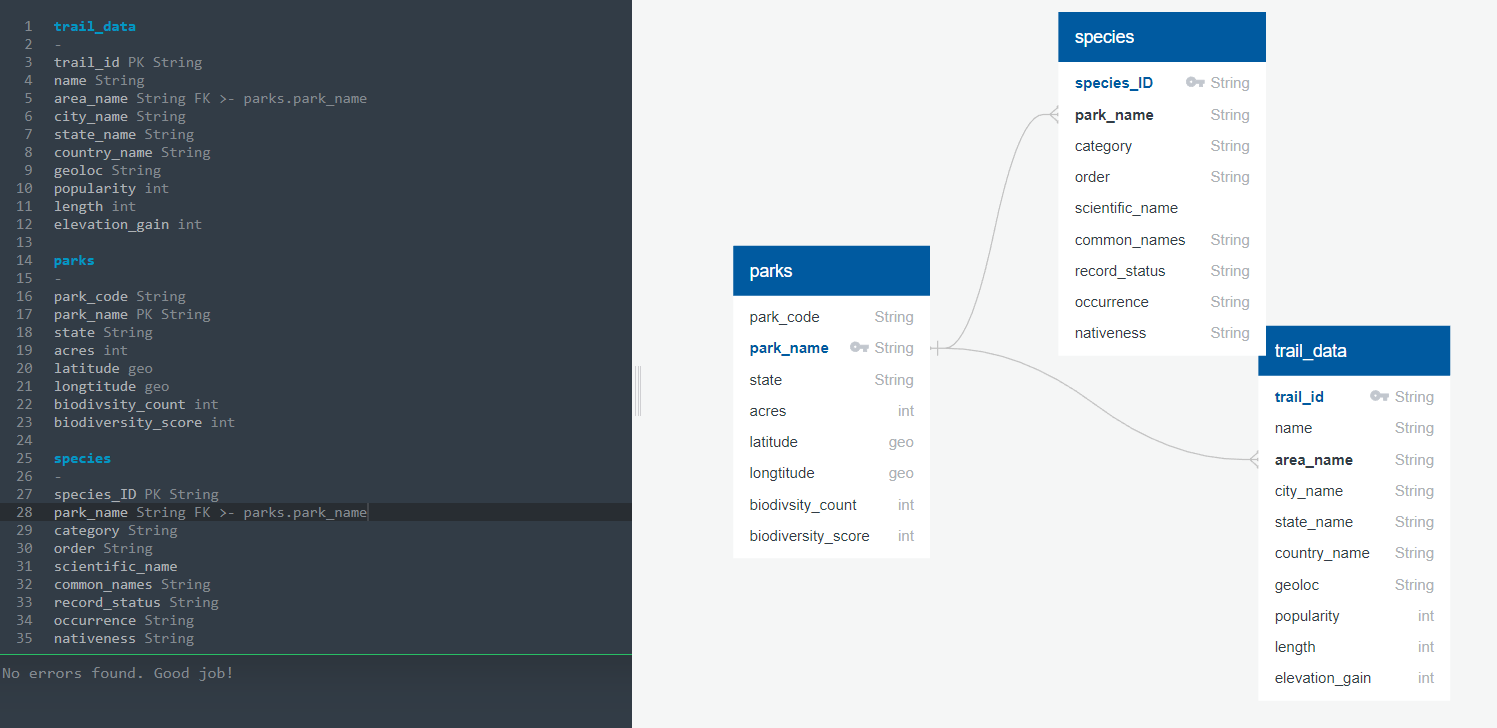 1 trail_data
2 -
3 trail_id PK String
4 name String
5 area_name String FK >- parks.park_name
6 city_name String
7 state_name String
8 country_name String
9 geoloc String
10 popularity int
11 length int
12 elevation_gain int
13
14 parks
15 -
16 park_code String
17 park_name PK String
18 state String
19 acres int
20 latitude geo
21 longtitude geo
22 biodivsity_count int
23 biodiversity_score int
24
25 species
26 -
27 species_ID PK String
28 park_name String FK >- parks.park_name
29 category String
30 order String
31 scientific_name
32 common_names String
33 record_status String
34 occurrence String
35 nativeness String
No errors found. Good job!
parks
park_code String
park_name String
state String
acres int
latitude geo
longtitude geo
biodivsity_count int
biodiversity_score int
species
species_ID String
park_name String
category String
order String
scientific_name
common_names String
record_status String
occurrence String
nativeness String
trail_data
trail_id String
name String
area_name String
city_name String
state_name String
country_name String
geoloc String
popularity int
length int
elevation_gain int